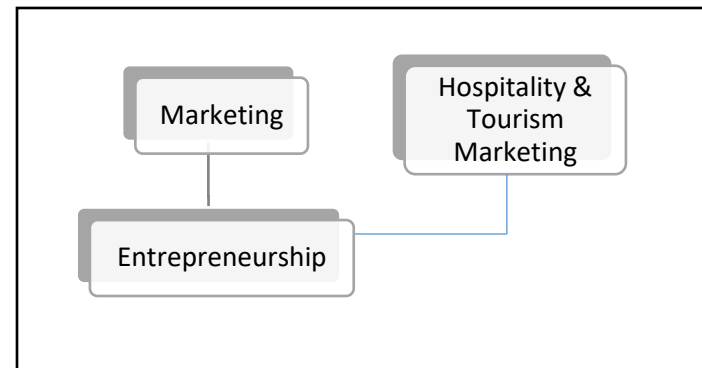 Marketing
Hospitality &
Tourism
Marketing
Entrepreneurship